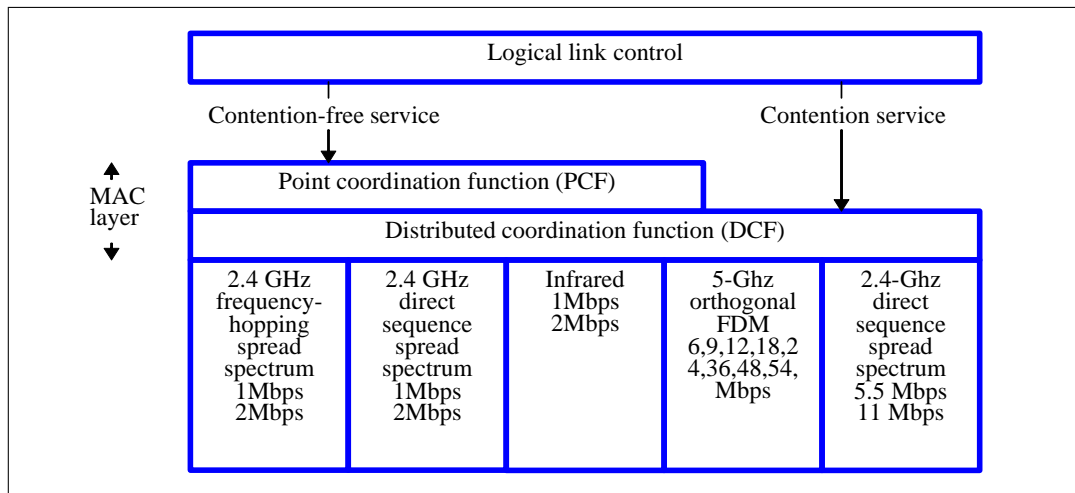 Logical link control
Contention-free service
Contention service
MAC
layer
Point coordination function (PCF)
Distributed coordination function (DCF)
2.4 GHz
frequency-
hopping
spread
spectrum
1Mbps
2Mbps
2.4 GHz
direct
sequence
spread
spectrum
1Mbps
2Mbps
Infrared
1Mbps
2Mbps
5-Ghz
orthogonal
FDM
6,9,12,18,2
4,36,48,54,
Mbps
2.4-Ghz
direct
sequence
spread
spectrum
5.5 Mbps
11 Mbps